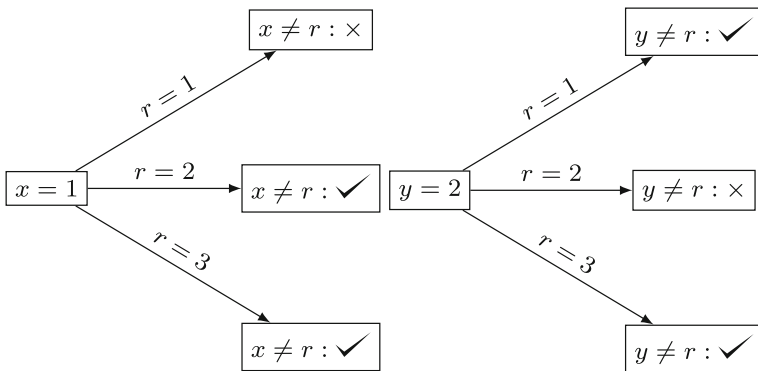 x ≠ r : ×
r = 1
x = 1
r = 2
x ≠ r : ✓
r = 3
x ≠ r : ✓
y ≠ r : ✓
r = 1
y = 2
r = 2
y ≠ r : ×
r = 3
y ≠ r : ✓